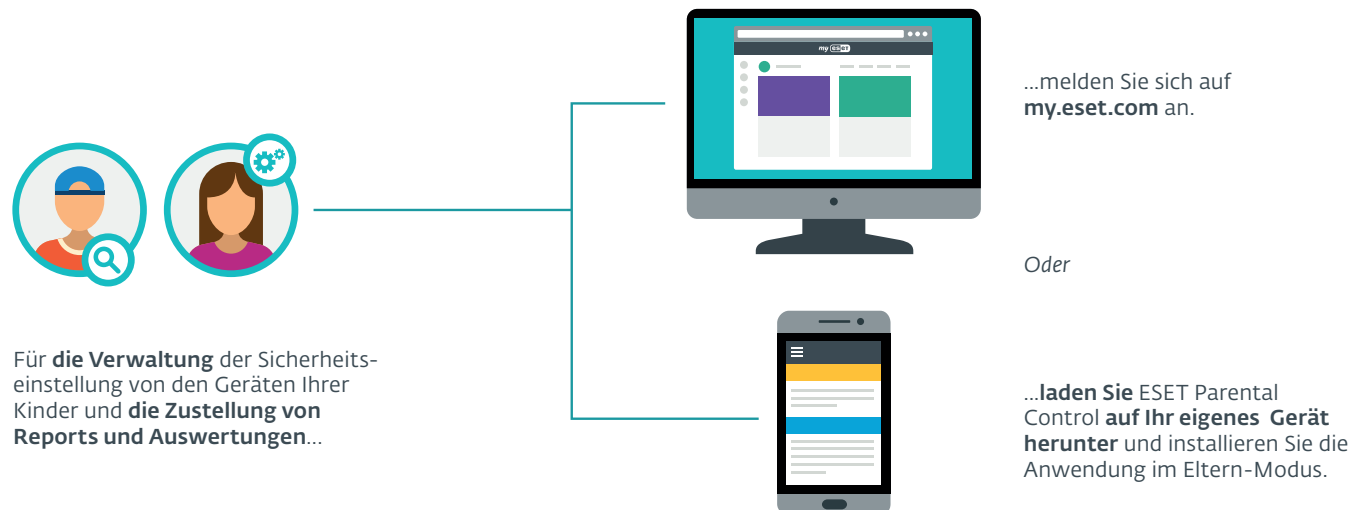 my eset
...melden Sie sich auf
my.eset.com an.
Oder
Für die Verwaltung der Sicherheits-
einstellung von den Geräten Ihrer
Kinder und die Zustellung von
Reports und Auswertungen...
...laden Sie ESET Parental
Control auf Ihr eigenes Gerät
herunter und installieren Sie die
Anwendung im Eltern-Modus.